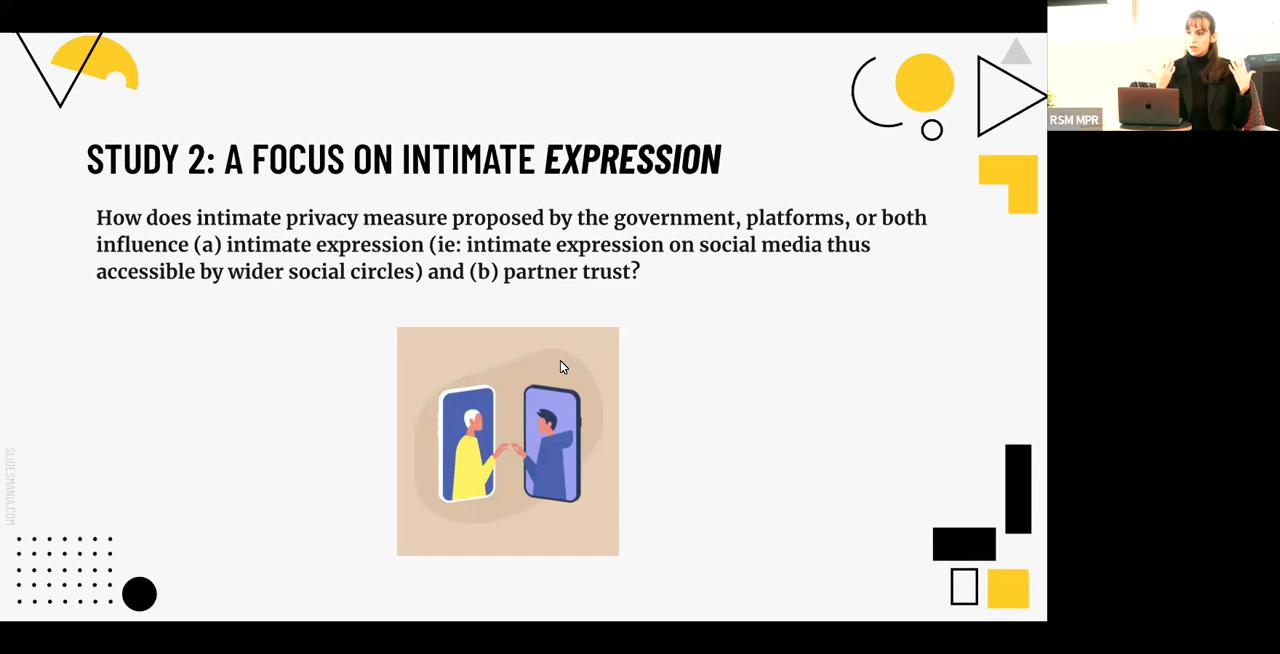 STUDY 2: A FOCUS ON INTIMATE EXPRESSION
How does intimate privacy measure proposed by the government, platforms, or both
influence (a) intimate expression (ie: intimate expression on social media thus
accessible by wider social circles) and (b) partner trust?
SLIDESMANIA.COM
RSM MPR